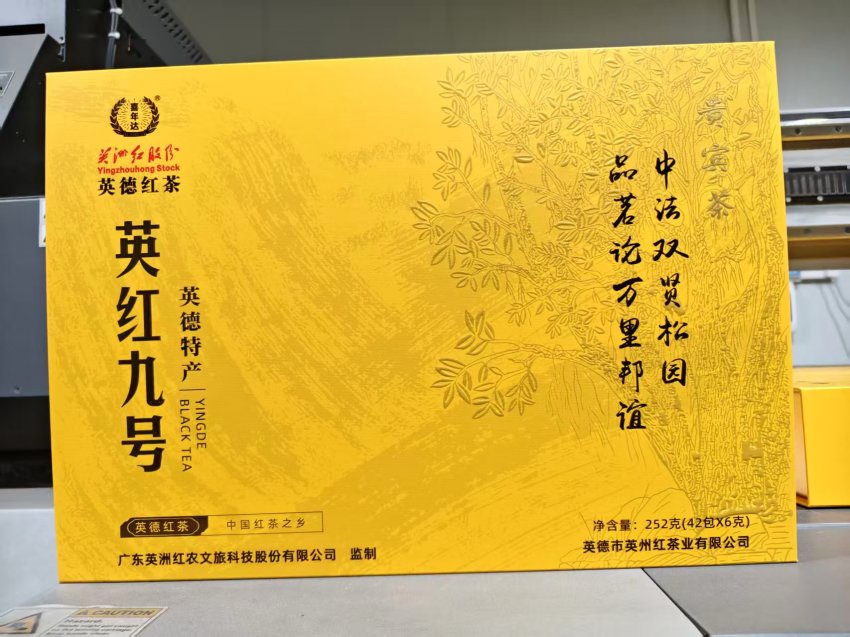 嘉年达
®
英洲红股份
Yingzhouhong Stock
英德红茶
英红九号
英德特产
YINGDE
BLACK TEA
贵宾茶
中法双贤松园
品茗论万里邦谊
英德红茶
中国红茶之乡
净含量：252克(42包X6克)
广东英洲红农文旅科技股份有限公司 监制
英德市英州红茶业有限公司
CAUTION
Hazard.